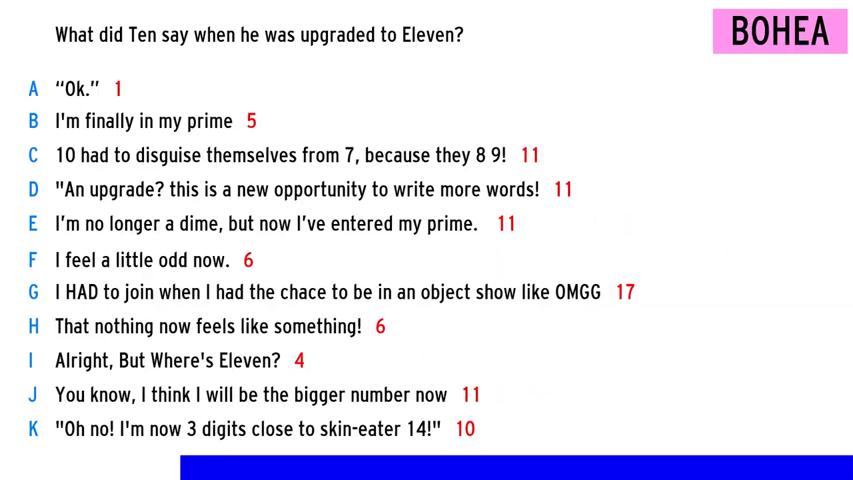 What did Ten say when he was upgraded to Eleven?
BOHEA
A “Ok.” 1
B I'm finally in my prime 5
C 10 had to disguise themselves from 7, because they 8 9! 11
D "An upgrade? this is a new opportunity to write more words! 11
E I’m no longer a dime, but now I’ve entered my prime. 11
F I feel a little odd now. 6
G I HAD to join when I had the chace to be in an object show like OMGG 17
H That nothing now feels like something! 6
I Alright, But Where's Eleven? 4
J You know, I think I will be the bigger number now 11
K "Oh no! I'm now 3 digits close to skin-eater 14!" 10